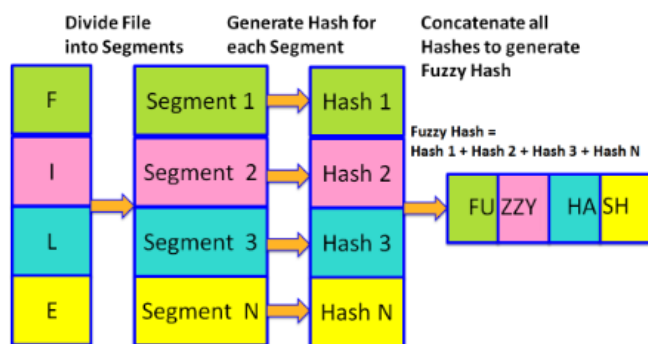 Divide File
into Segments
Generate Hash for
each Segment
Concatenate all
Hashes to generate
Fuzzy Hash
F
Segment 1
Hash 1
I
Segment 2
Hash 2
L
Segment 3
Hash 3
E
Segment N
Hash N
Fuzzy Hash =
Hash 1 + Hash 2 + Hash 3 + Hash N
FU ZZY HA SH